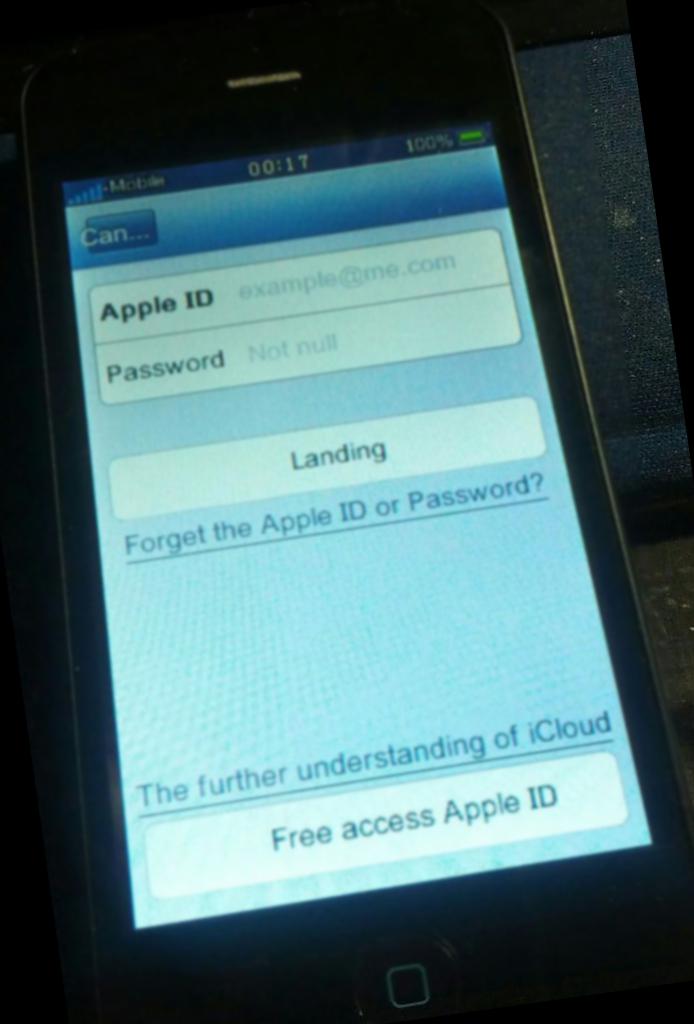 -Mobile 00:17 100%
Can...
Apple ID example@me.com
Password Not null
Landing
Forget the Apple ID or Password?
The further understanding of iCloud
Free access Apple ID